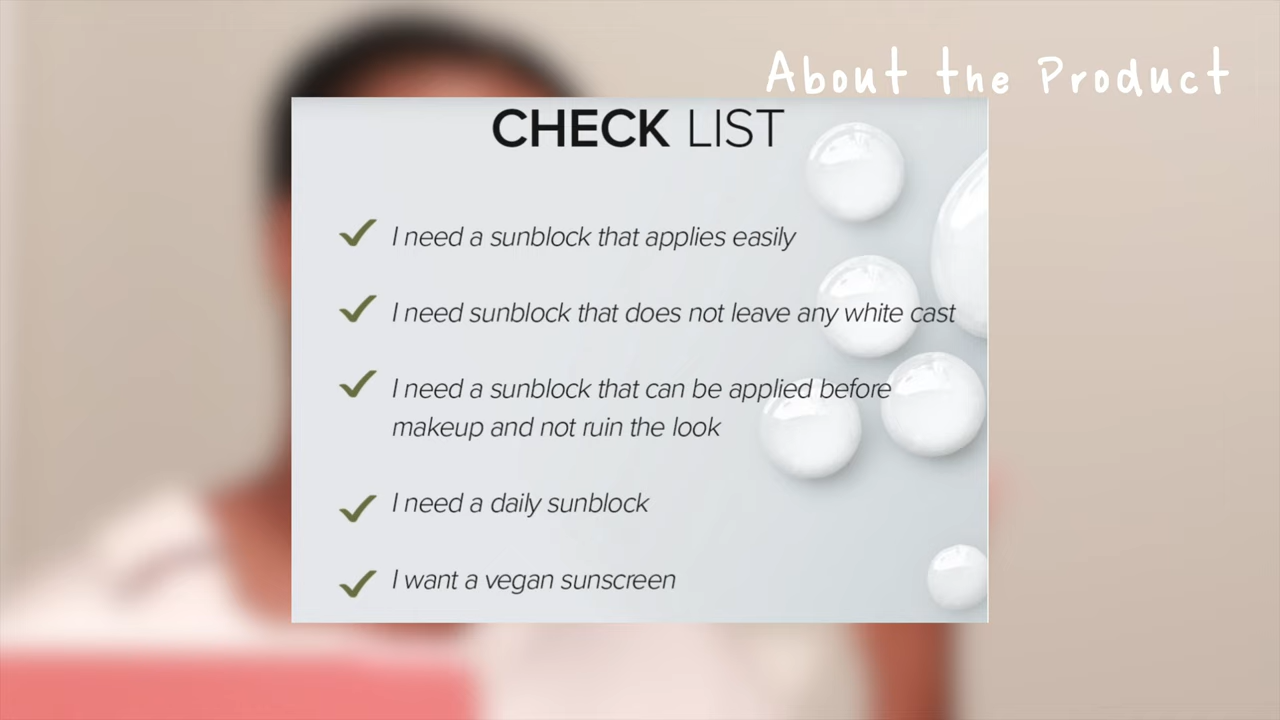 About the Product
CHECK LIST
I need a sunblock that applies easily
I need sunblock that does not leave any white cast
I need a sunblock that can be applied before
makeup and not ruin the look
I need a daily sunblock
I want a vegan sunscreen